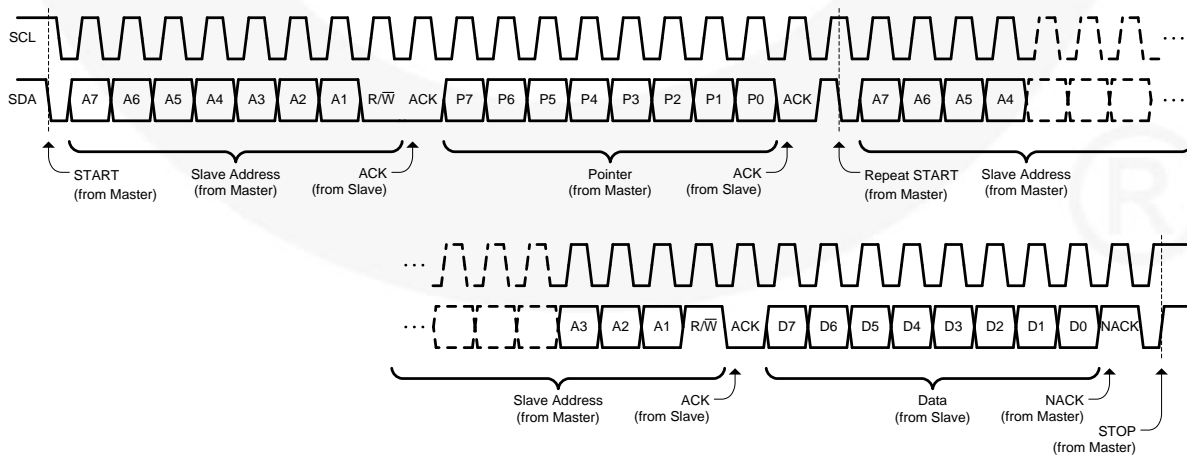 SCL
...
SDA A7 A6 A5 A4 A3 A2 A1 R/W̅ ACK P7 P6 P5 P4 P3 P2 P1 P0 ACK A7 A6 A5 A4 ...
START
(from Master)
Slave Address
(from Master)
ACK
(from Slave)
Pointer
(from Master)
ACK
(from Slave)
Repeat START
(from Master)
Slave Address
(from Master)
®
...
... A3 A2 A1 R/W̅ ACK D7 D6 D5 D4 D3 D2 D1 D0 NACK
Slave Address
(from Master)
ACK
(from Slave)
Data
(from Slave)
NACK
(from Master)
STOP
(from Master)